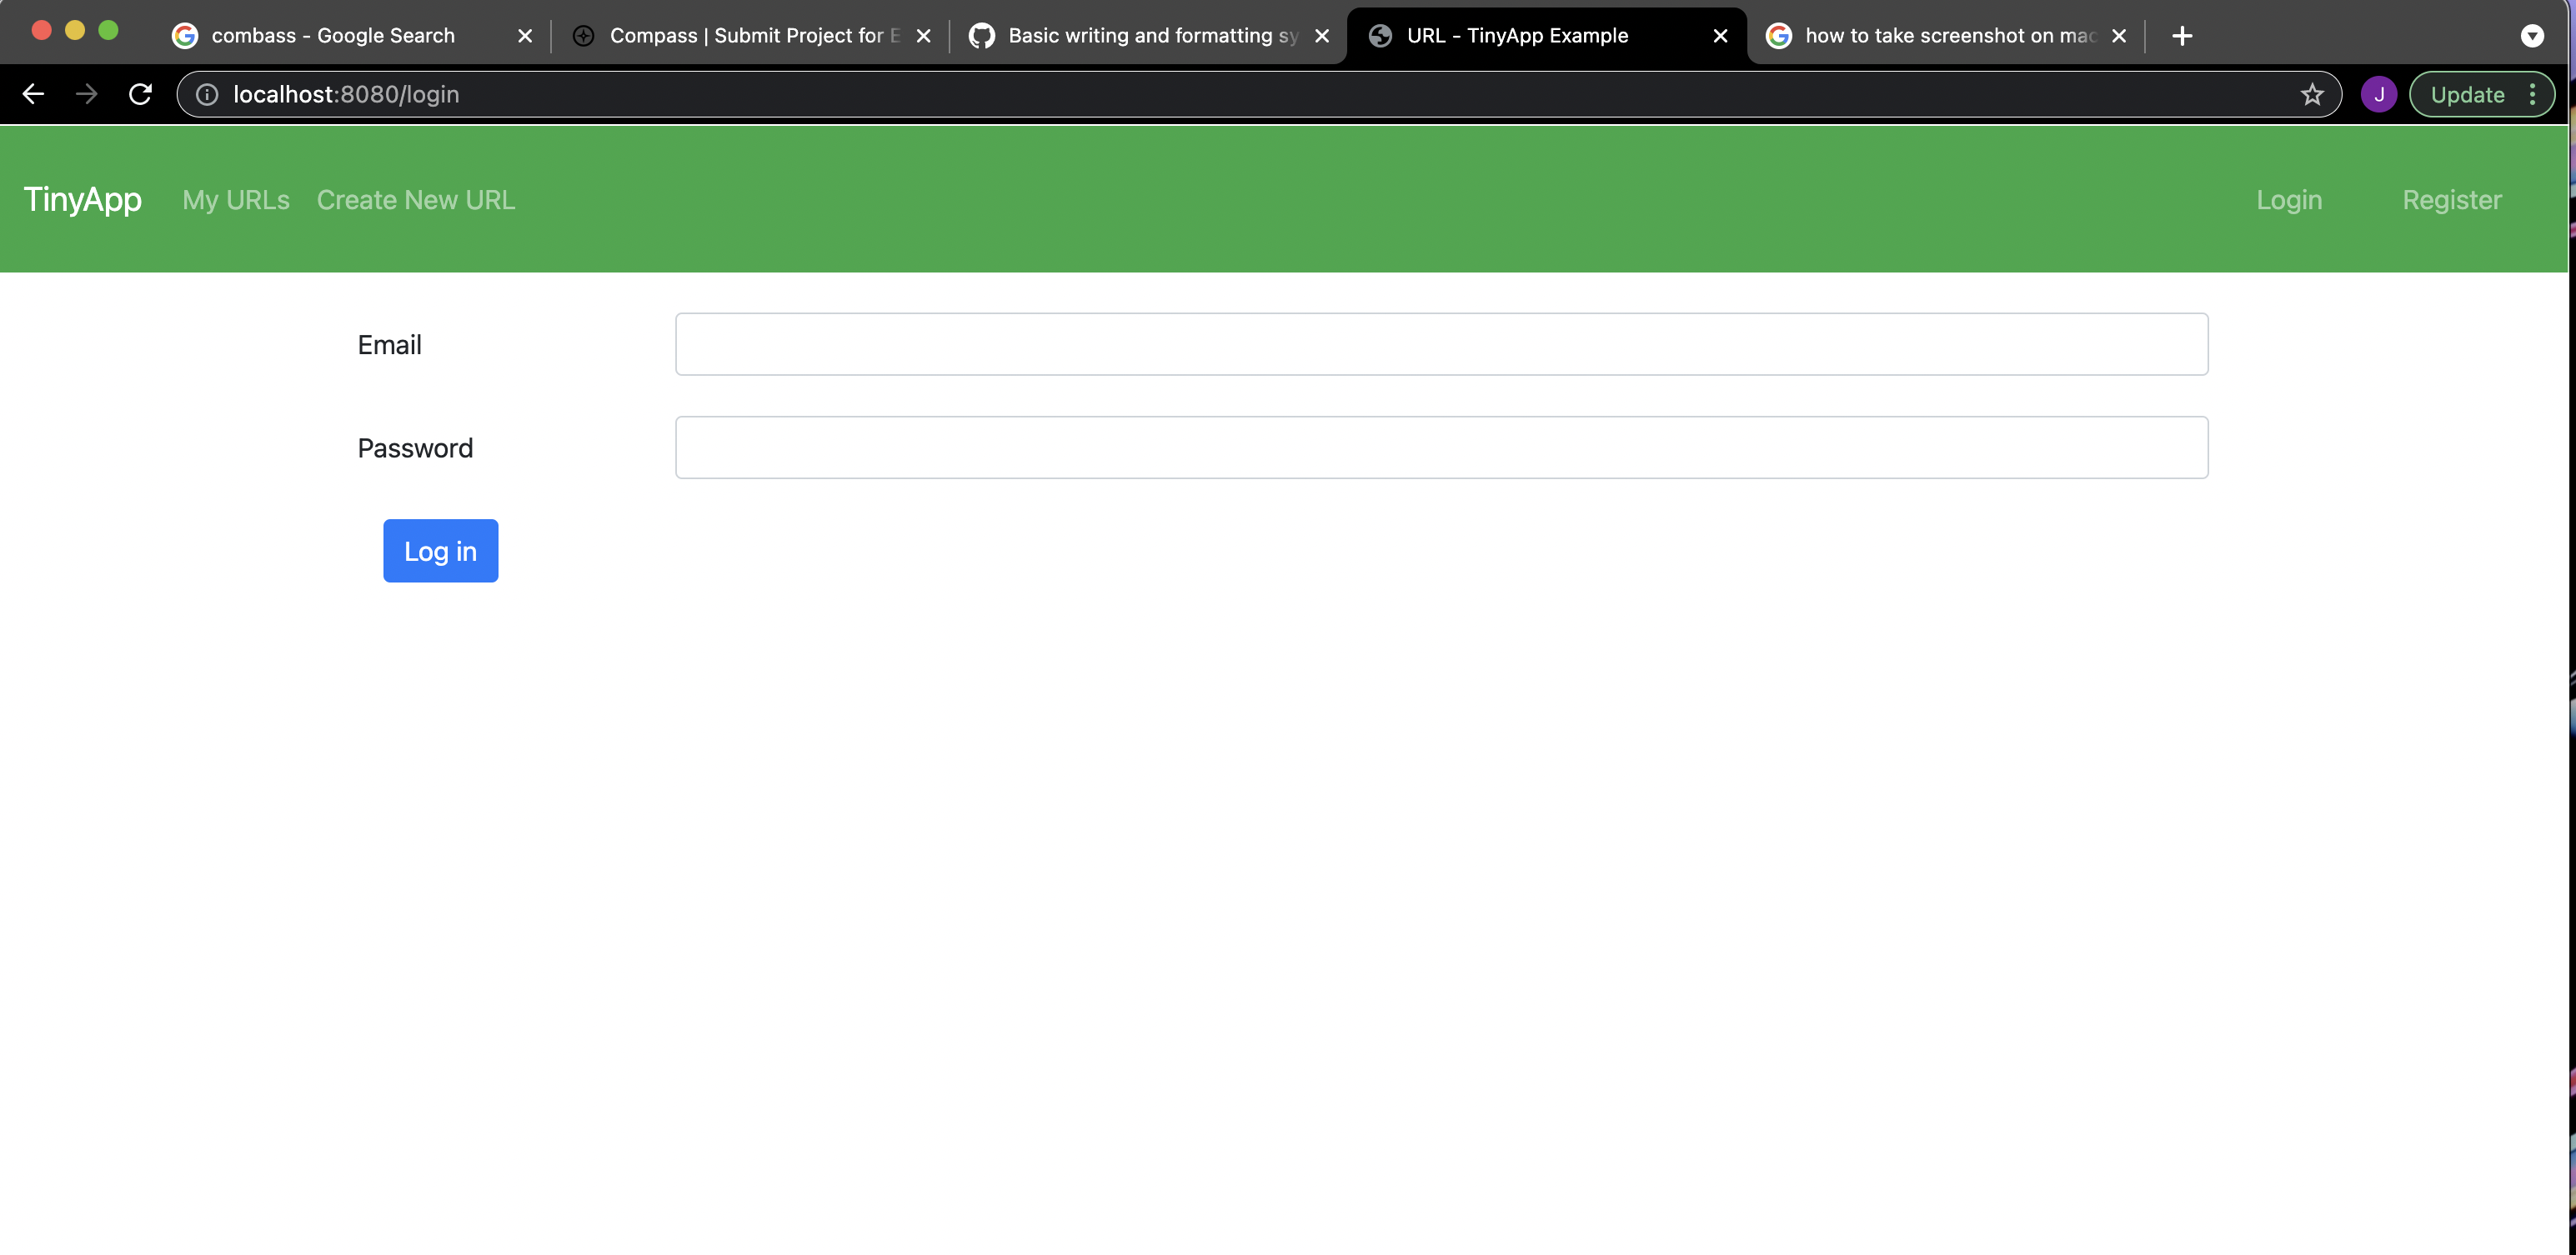 combass - Google Search
Compass | Submit Project for E
Basic writing and formatting sy
URL - TinyApp Example
how to take screenshot on mac
localhost:8080/login
J
Update
TinyApp My URLs Create New URL Login Register
Email
Password
Log in